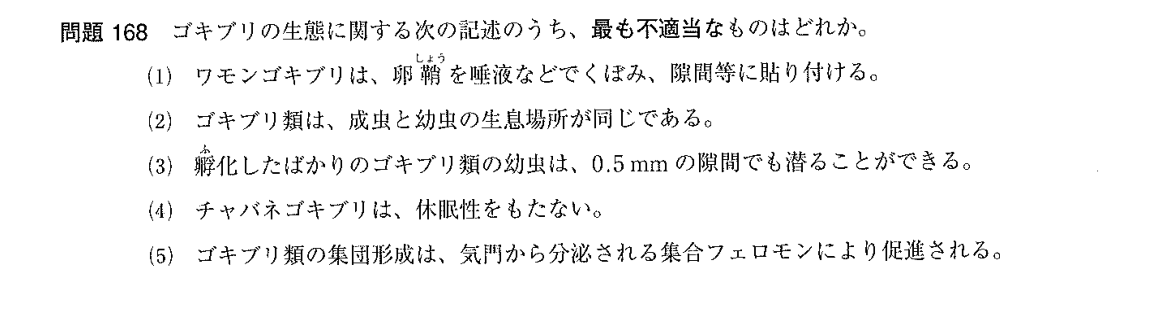 問題 168 ゴキブリの生態に関する次の記述のうち、最も不適当なものはどれか。
(1) ワモンゴキブリは、卵鞘しょうを唾液などでくぼみ、隙間等に貼り付ける。
(2) ゴキブリ類は、成虫と幼虫の生息場所が同じである。
(3) 孵ふ化したばかりのゴキブリ類の幼虫は、0.5 mm の隙間でも潜ることができる。
(4) チャバネゴキブリは、休眠性をもたない。
(5) ゴキブリ類の集団形成は、気門から分泌される集合フェロモンにより促進される。